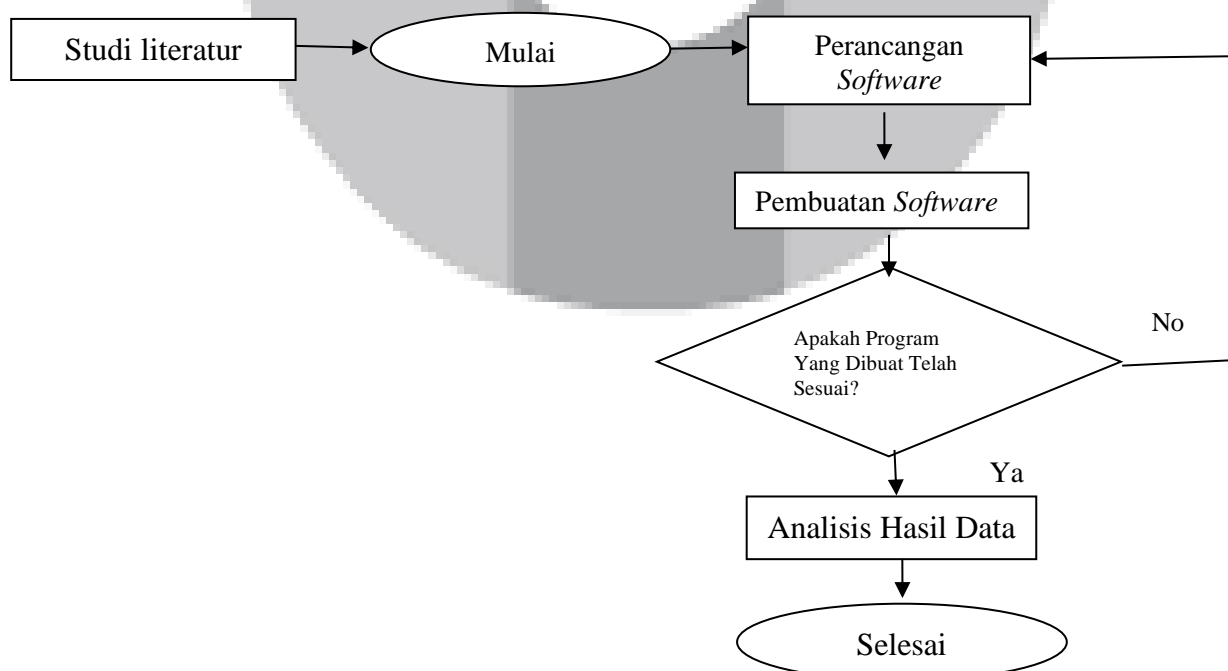 Studi literatur
Mulai
Perancangan
Software
Pembuatan Software
Apakah Program
Yang Dibuat Telah
Sesuai?
No
Ya
Analisis Hasil Data
Selesai